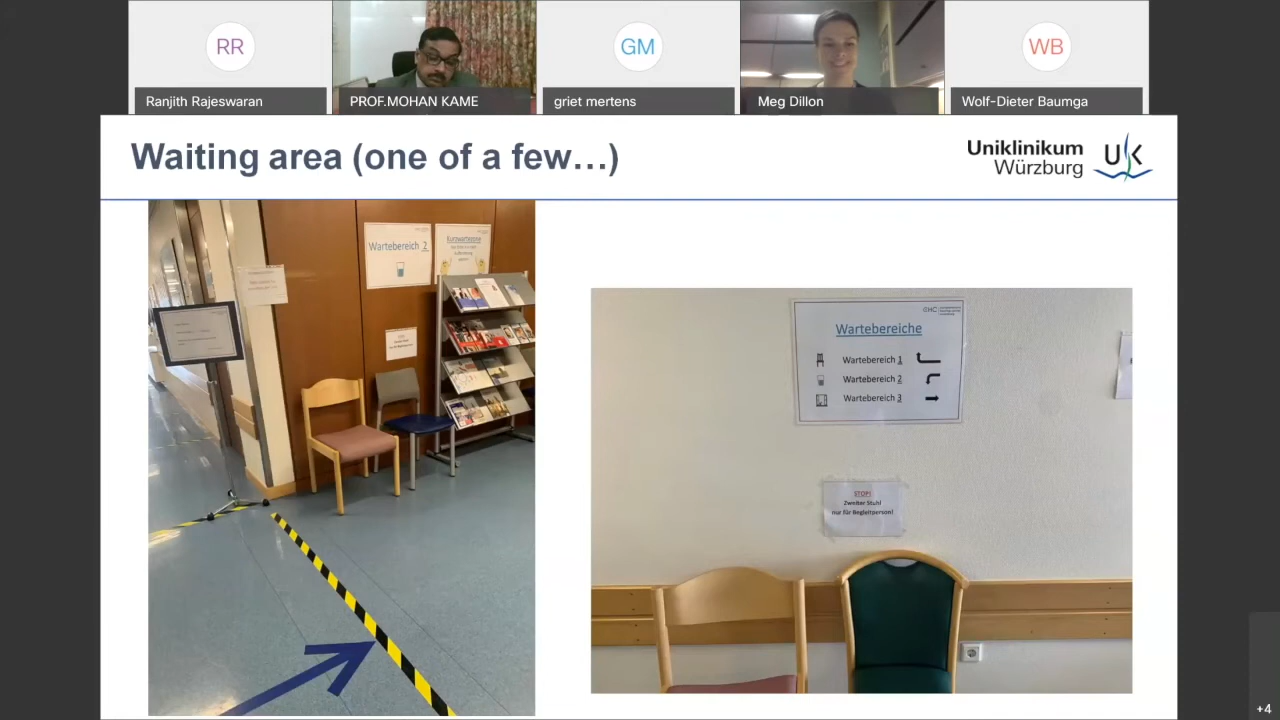 RR
GM
WB
Ranjith Rajeswaran
PROF.MOHAN KAME
griet mertens
Meg Dillon
Wolf-Dieter Baumga
Waiting area (one of a few…)
Uniklinikum
Würzburg
UK
Wartebereich 2
Kurzwartezone
Wartebereiche
Wartebereich 1
Wartebereich 2
Wartebereich 3
STOP!
Zweiter Stuhl
nur für Begleitperson!
+4